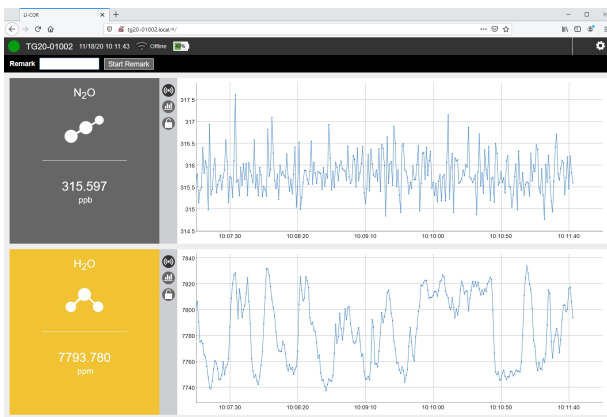 LI-COR
tg20-01002.local/#/
TG20-01002 11/18/20 10:11:43 Offline
Remark Start Remark
N₂O
315.597
ppb
317.5
317
316.5
316
315.5
315
314.5
10:07:30 10:08:20 10:09:10 10:10:00 10:10:50 10:11:40
H₂O
7793.780
ppm
7840
7820
7800
7780
7760
7740
10:07:30 10:08:20 10:09:10 10:10:00 10:10:50 10:11:40